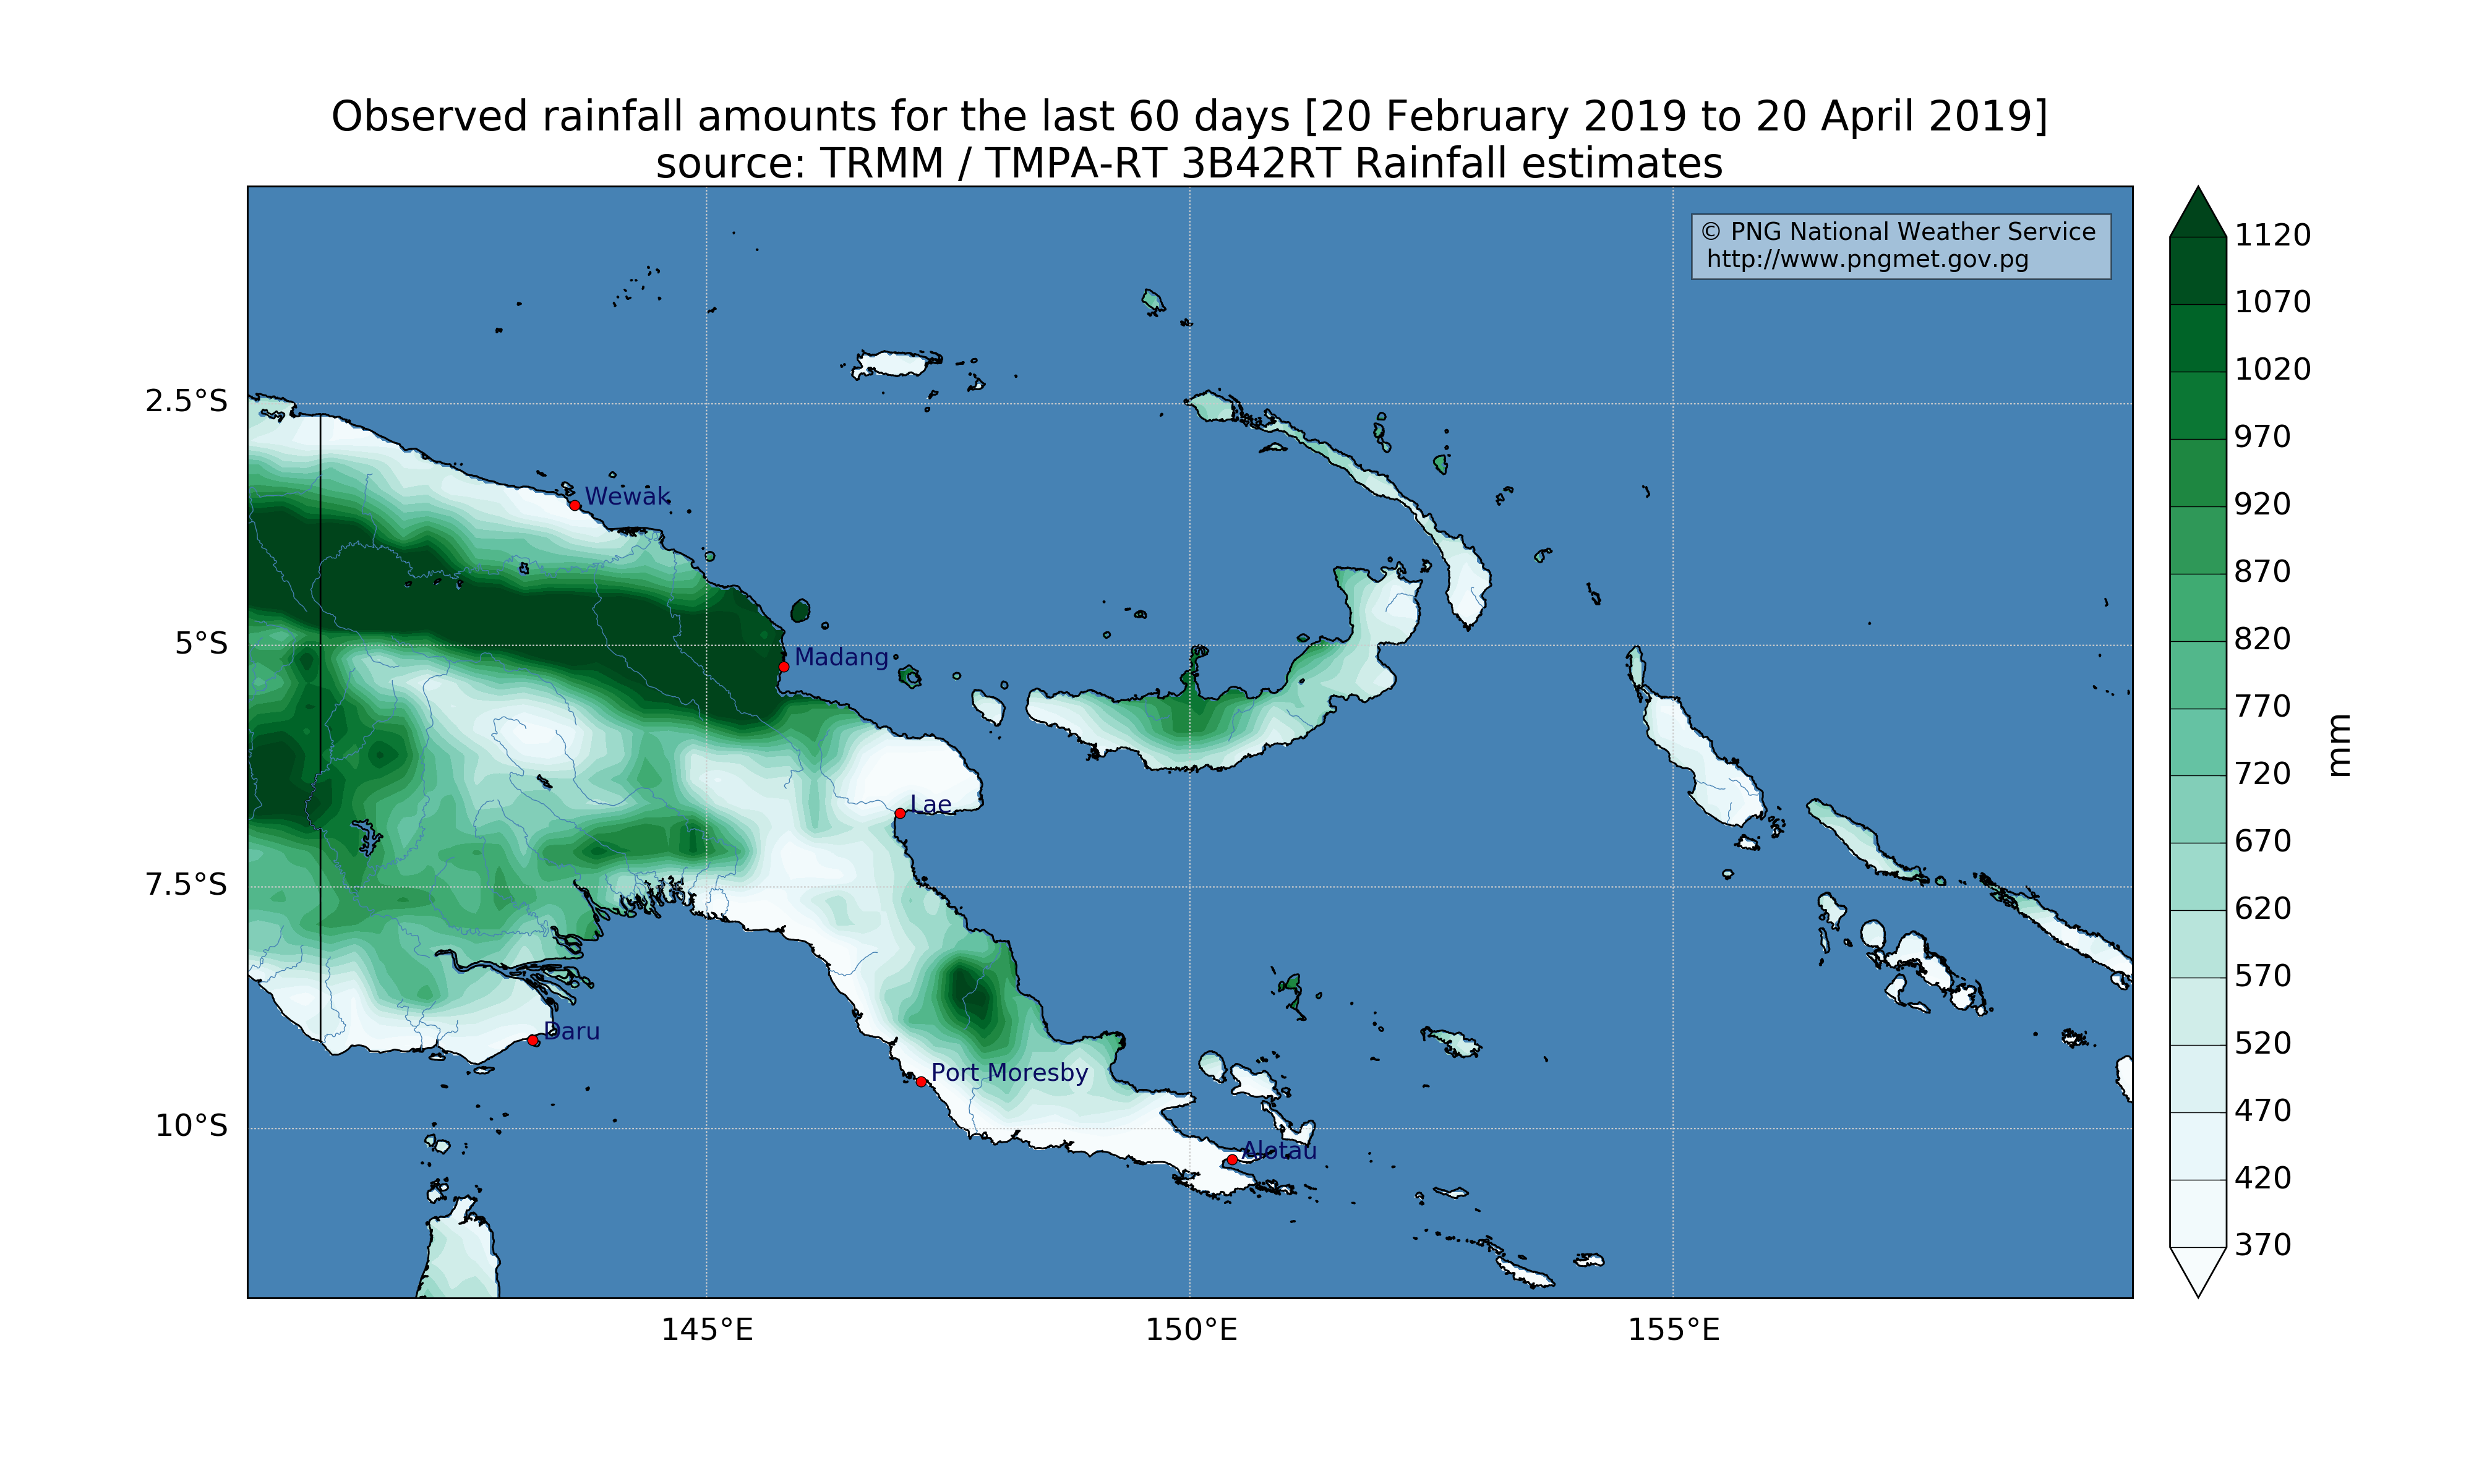 Observed rainfall amounts for the last 60 days [20 February 2019 to 20 April 2019]
source: TRMM / TMPA-RT 3B42RT Rainfall estimates
© PNG National Weather Service
http://www.pngmet.gov.pg
1120
1070
1020
970
920
870
820
770
720
670
620
570
520
470
420
370
mm
2.5°S
5°S
7.5°S
10°S
Wewak
Madang
Lae
Daru
Port Moresby
Alotau
145°E
150°E
155°E